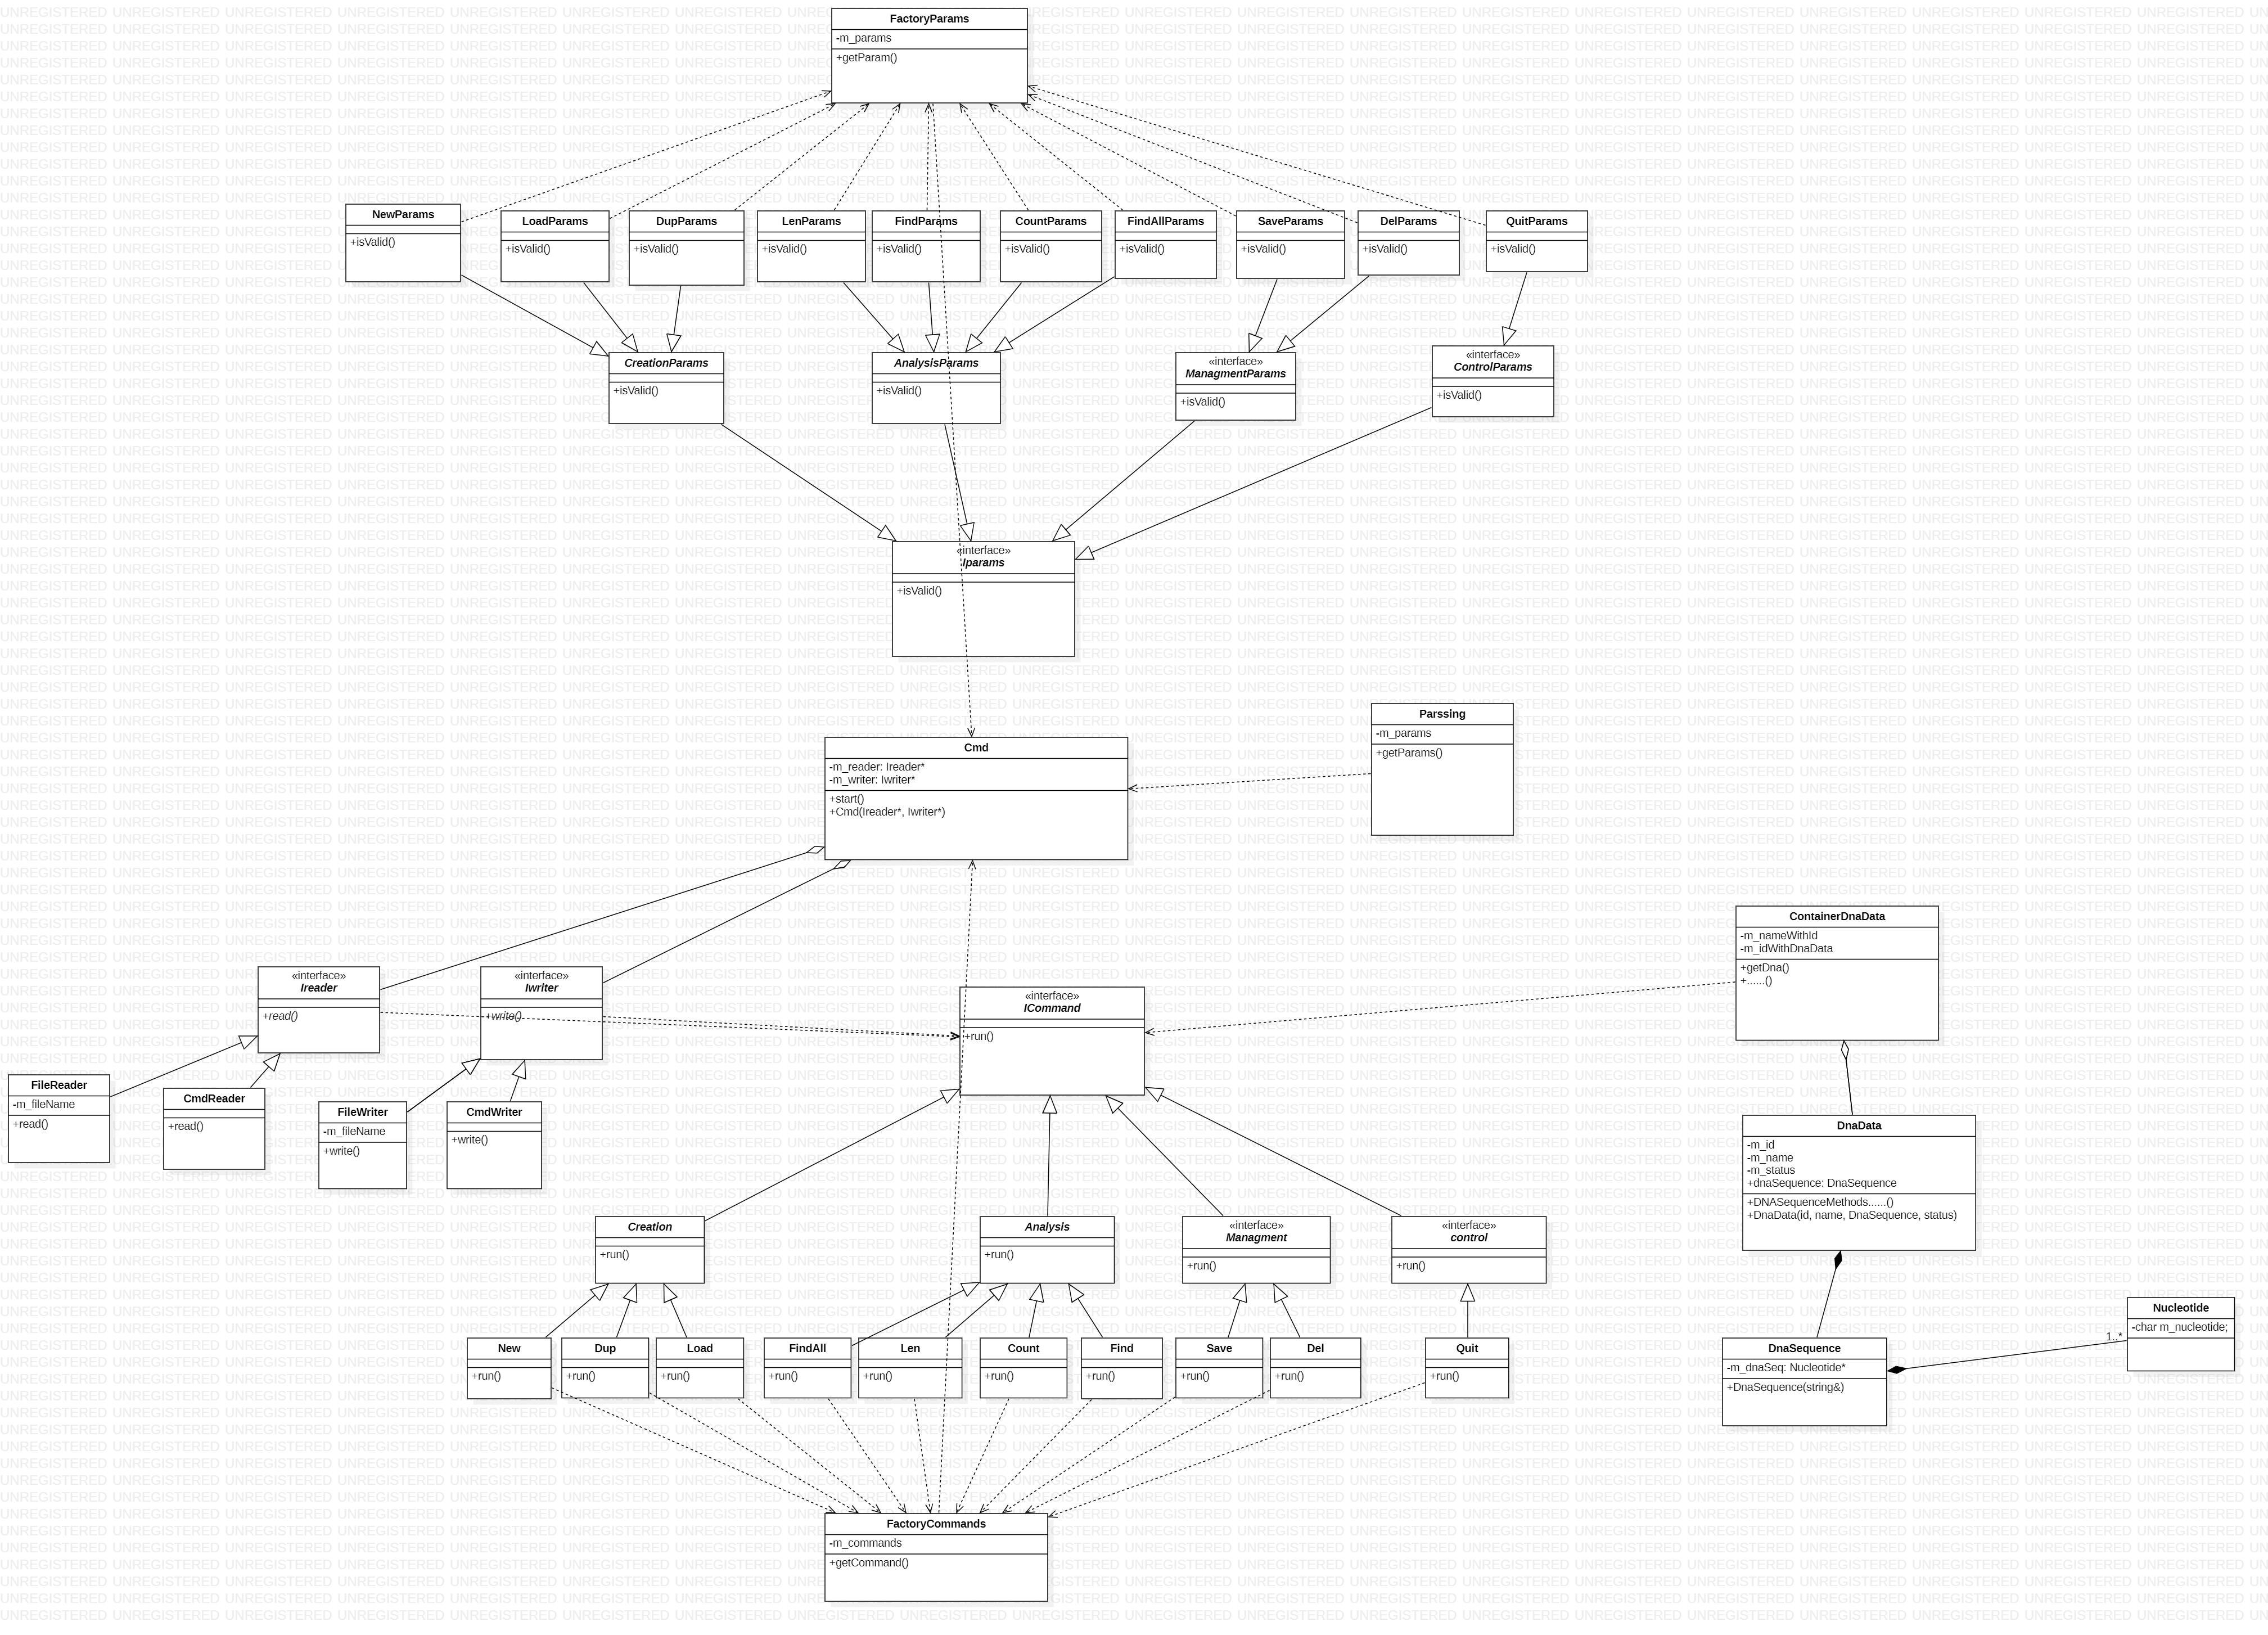 FactoryParams
-m_params
+getParam()
NewParams
+isValid()
LoadParams
+isValid()
DupParams
+isValid()
LenParams
+isValid()
FindParams
+isValid()
CountParams
+isValid()
FindAllParams
+isValid()
SaveParams
+isValid()
DelParams
+isValid()
QuitParams
+isValid()
CreationParams
+isValid()
AnalysisParams
+isValid()
«interface»
ManagmentParams
+isValid()
«interface»
ControlParams
+isValid()
«interface»
Iparams
+isValid()
Parssing
-m_params
+getParams()
Cmd
-m_reader: Ireader*
-m_writer: Iwriter*
+start()
+Cmd(Ireader*, Iwriter*)
ContainerDnaData
-m_nameWithId
-m_idWithDnaData
+getDna()
+......()
«interface»
Ireader
+read()
«interface»
Iwriter
+write()
«interface»
ICommand
+run()
FileReader
-m_fileName
+read()
CmdReader
+read()
FileWriter
-m_fileName
+write()
CmdWriter
+write()
DnaData
-m_id
-m_name
-m_status
+dnaSequence: DnaSequence
+DNASequenceMethods......()
+DnaData(id, name, DnaSequence, status)
Creation
+run()
Analysis
+run()
«interface»
Managment
+run()
«interface»
control
+run()
New
+run()
Dup
+run()
Load
+run()
FindAll
+run()
Len
+run()
Count
+run()
Find
+run()
Save
+run()
Del
+run()
Quit
+run()
DnaSequence
-m_dnaSeq: Nucleotide*
+DnaSequence(string&)
1..*
Nucleotide
-char m_nucleotide;
FactoryCommands
-m_commands
+getCommand()